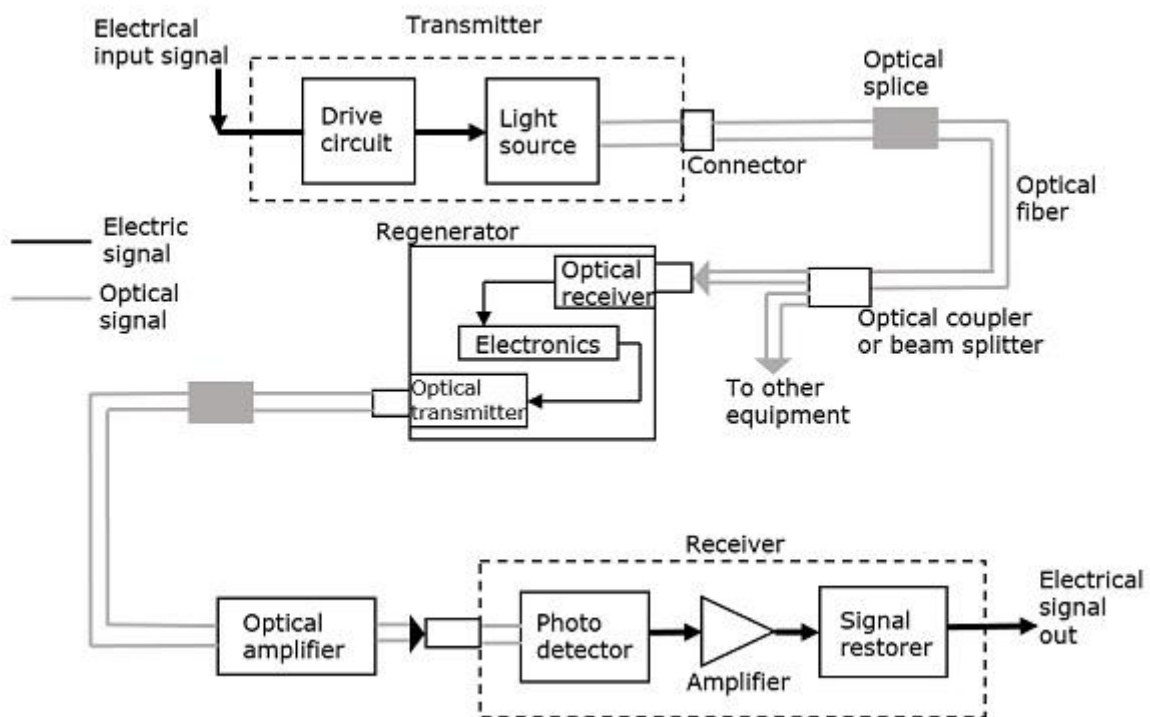 Electrical
input signal
Transmitter
Drive
circuit
Light
source
Connector
Optical
splice
Optical
fiber
Electric
signal
Optical
signal
Regenerator
Optical
receiver
Electronics
Optical
transmitter
Optical coupler
or beam splitter
To other
equipment
Receiver
Optical
amplifier
Photo
detector
Amplifier
Signal
restorer
Electrical
signal
out